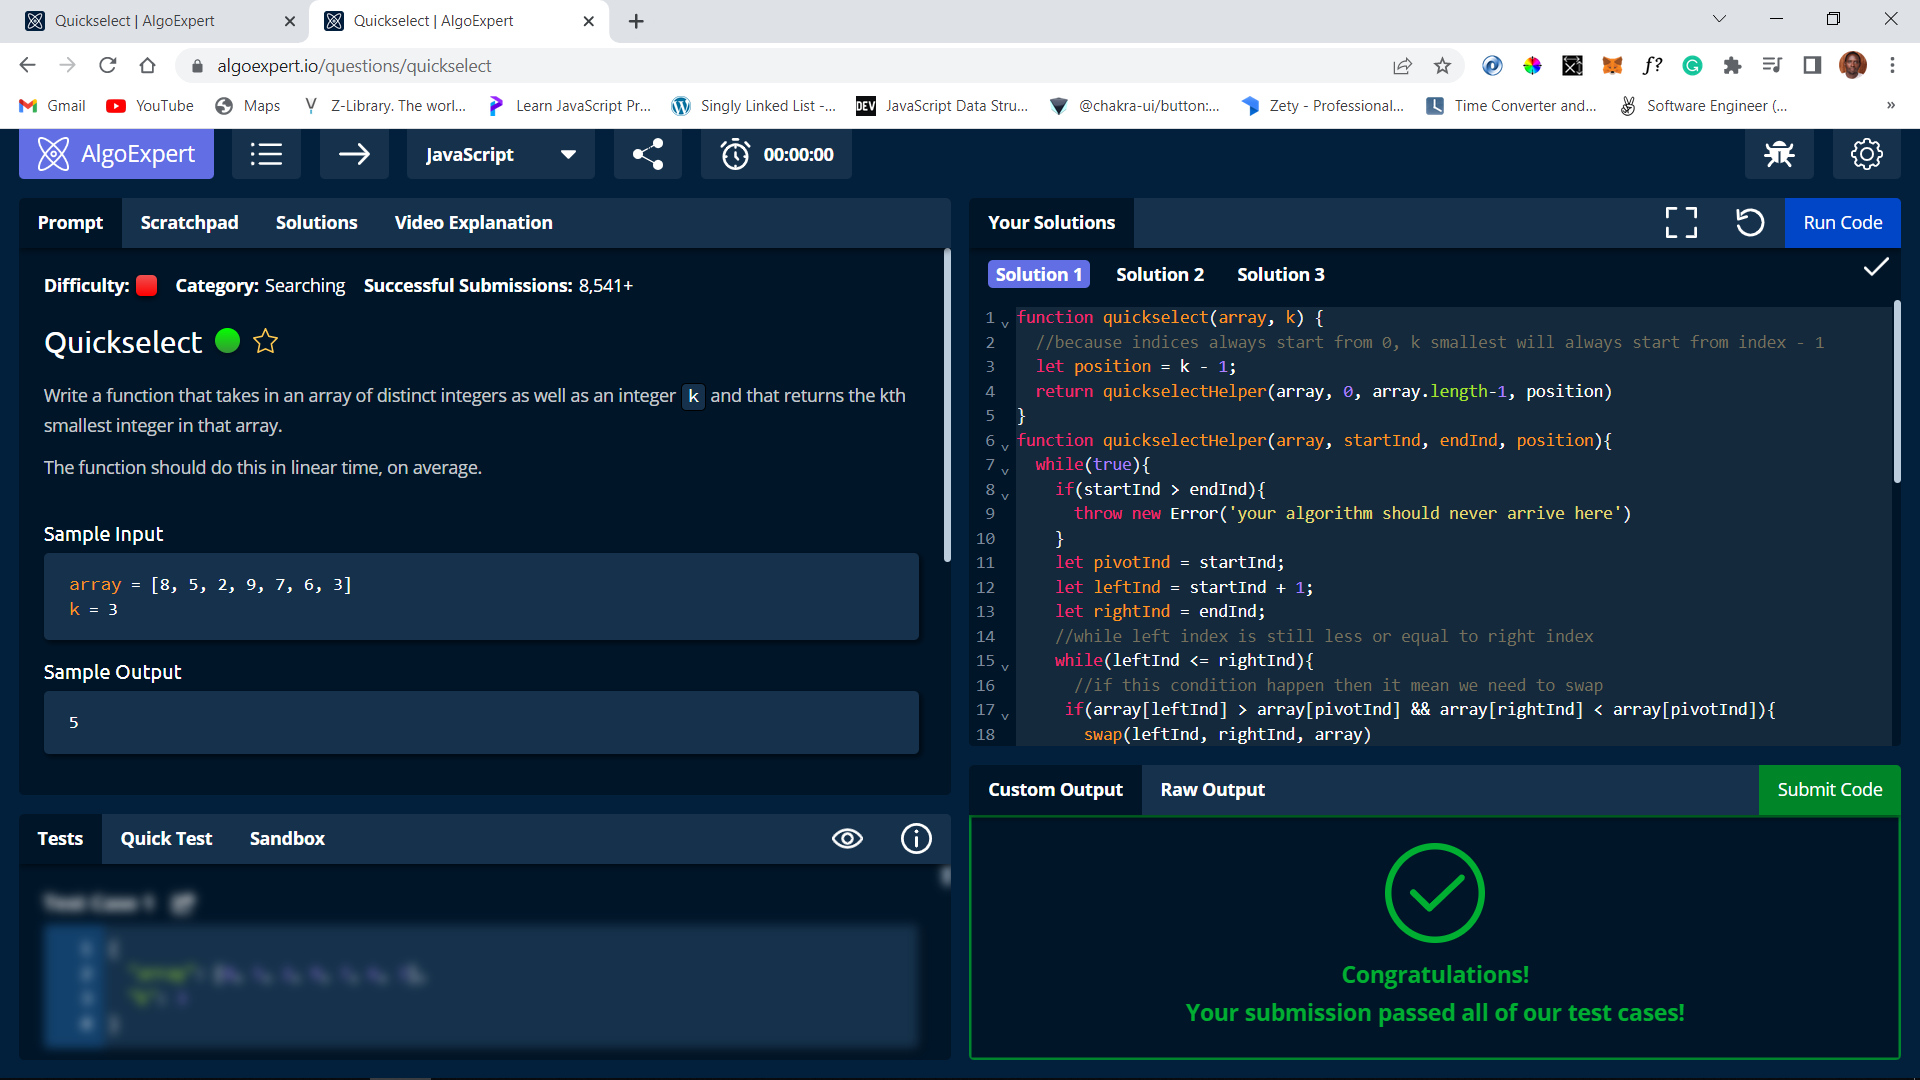 Quickselect | AlgoExpert
Quickselect | AlgoExpert
algoexpert.io/questions/quickselect
f?
Gmail
YouTube
Maps
Z-Library. The worl...
Learn JavaScript Pr...
Singly Linked List -...
DEV JavaScript Data Stru...
@chakra-ui/button:...
Zety - Professional...
Time Converter and...
Software Engineer (...
»
AlgoExpert
JavaScript
00:00:00
Prompt
Scratchpad
Solutions
Video Explanation
Difficulty:
Category: Searching
Successful Submissions: 8,541+
Quickselect
Write a function that takes in an array of distinct integers as well as an integer k and that returns the kth
smallest integer in that array.
The function should do this in linear time, on average.
Sample Input
array = [8, 5, 2, 9, 7, 6, 3]
k = 3
Sample Output
5
Tests
Quick Test
Sandbox
Your Solutions
Run Code
Solution 1
Solution 2
Solution 3
1 function quickselect(array, k) {
2 //because indices always start from 0, k smallest will always start from index - 1
3 let position = k - 1;
4 return quickselectHelper(array, 0, array.length-1, position)
5 }
6 function quickselectHelper(array, startInd, endInd, position){
7 while(true){
8 if(startInd > endInd){
9 throw new Error('your algorithm should never arrive here')
10 }
11 let pivotInd = startInd;
12 let leftInd = startInd + 1;
13 let rightInd = endInd;
14 //while left index is still less or equal to right index
15 while(leftInd <= rightInd){
16 //if this condition happen then it mean we need to swap
17 if(array[leftInd] > array[pivotInd] && array[rightInd] < array[pivotInd]){
18 swap(leftInd, rightInd, array)
Custom Output
Raw Output
Submit Code
Congratulations!
Your submission passed all of our test cases!